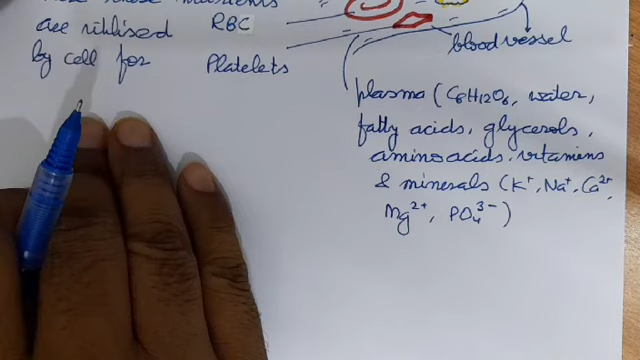 nutrients
are utilised
by cell for
RBC
Platelets
blood vessel
plasma (C6H12O6, water,
fatty acids, glycerols,
amino acids, vitamins
& minerals (K⁺, Na⁺, Ca²⁺,
Mg²⁺, PO₄³⁻)